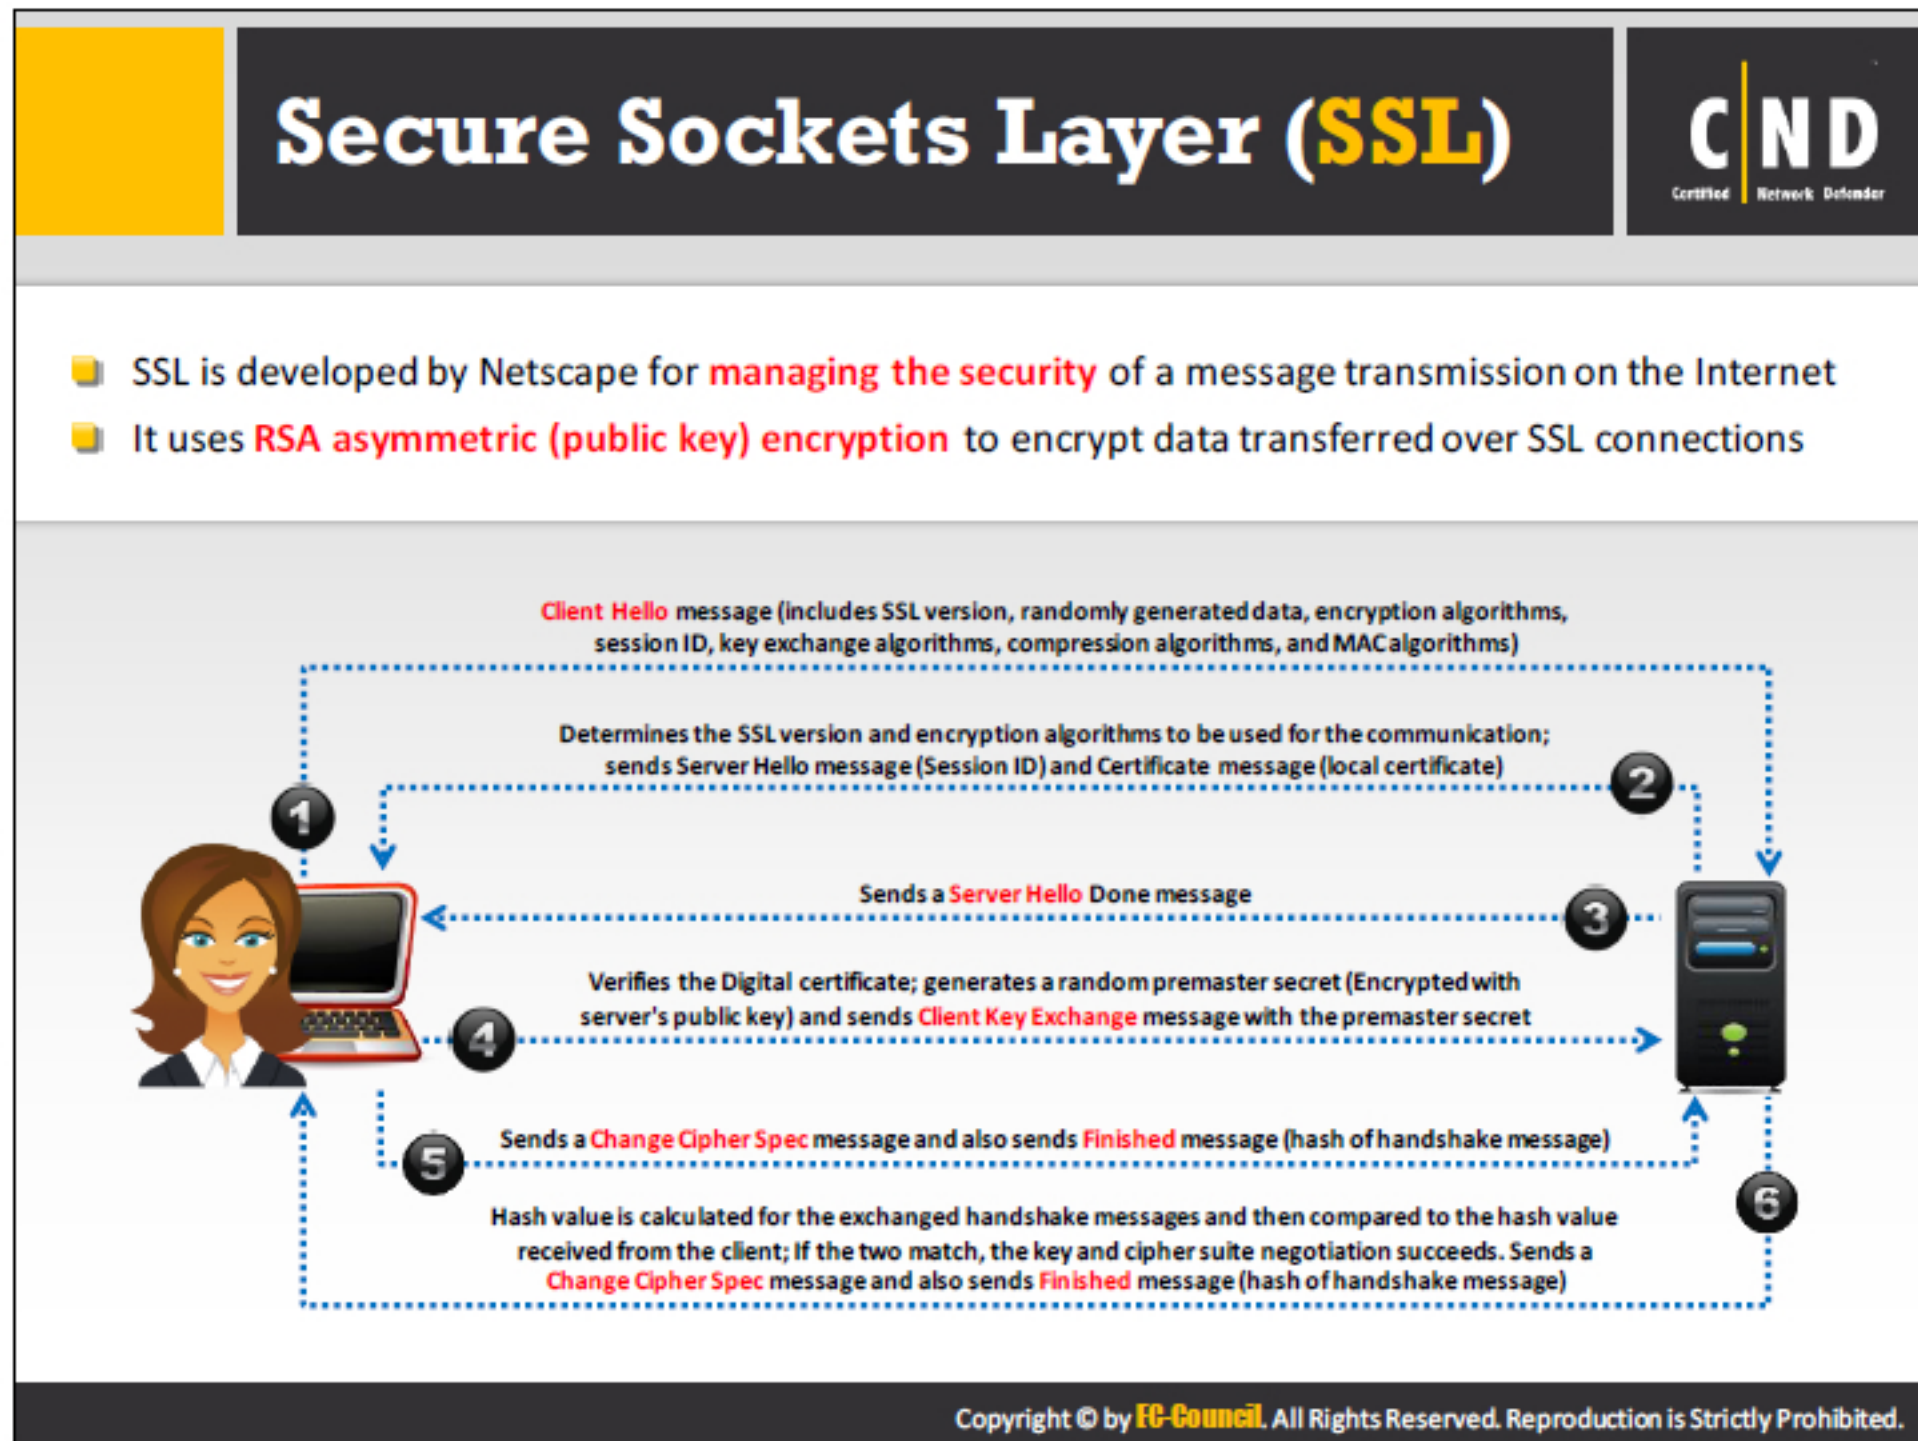 Secure Sockets Layer (SSL)
C|ND
Certified Network Defender
SSL is developed by Netscape for managing the security of a message transmission on the Internet
It uses RSA asymmetric (public key) encryption to encrypt data transferred over SSL connections
Client Hello message (includes SSL version, randomly generated data, encryption algorithms,
session ID, key exchange algorithms, compression algorithms, and MAC algorithms)
1
Determines the SSL version and encryption algorithms to be used for the communication;
sends Server Hello message (Session ID) and Certificate message (local certificate)
2
Sends a Server Hello Done message
3
Verifies the Digital certificate; generates a random premaster secret (Encrypted with
server's public key) and sends Client Key Exchange message with the premaster secret
4
Sends a Change Cipher Spec message and also sends Finished message (hash of handshake message)
5
Hash value is calculated for the exchanged handshake messages and then compared to the hash value
received from the client; If the two match, the key and cipher suite negotiation succeeds. Sends a
Change Cipher Spec message and also sends Finished message (hash of handshake message)
6
Copyright © by EC-Council. All Rights Reserved. Reproduction is Strictly Prohibited.